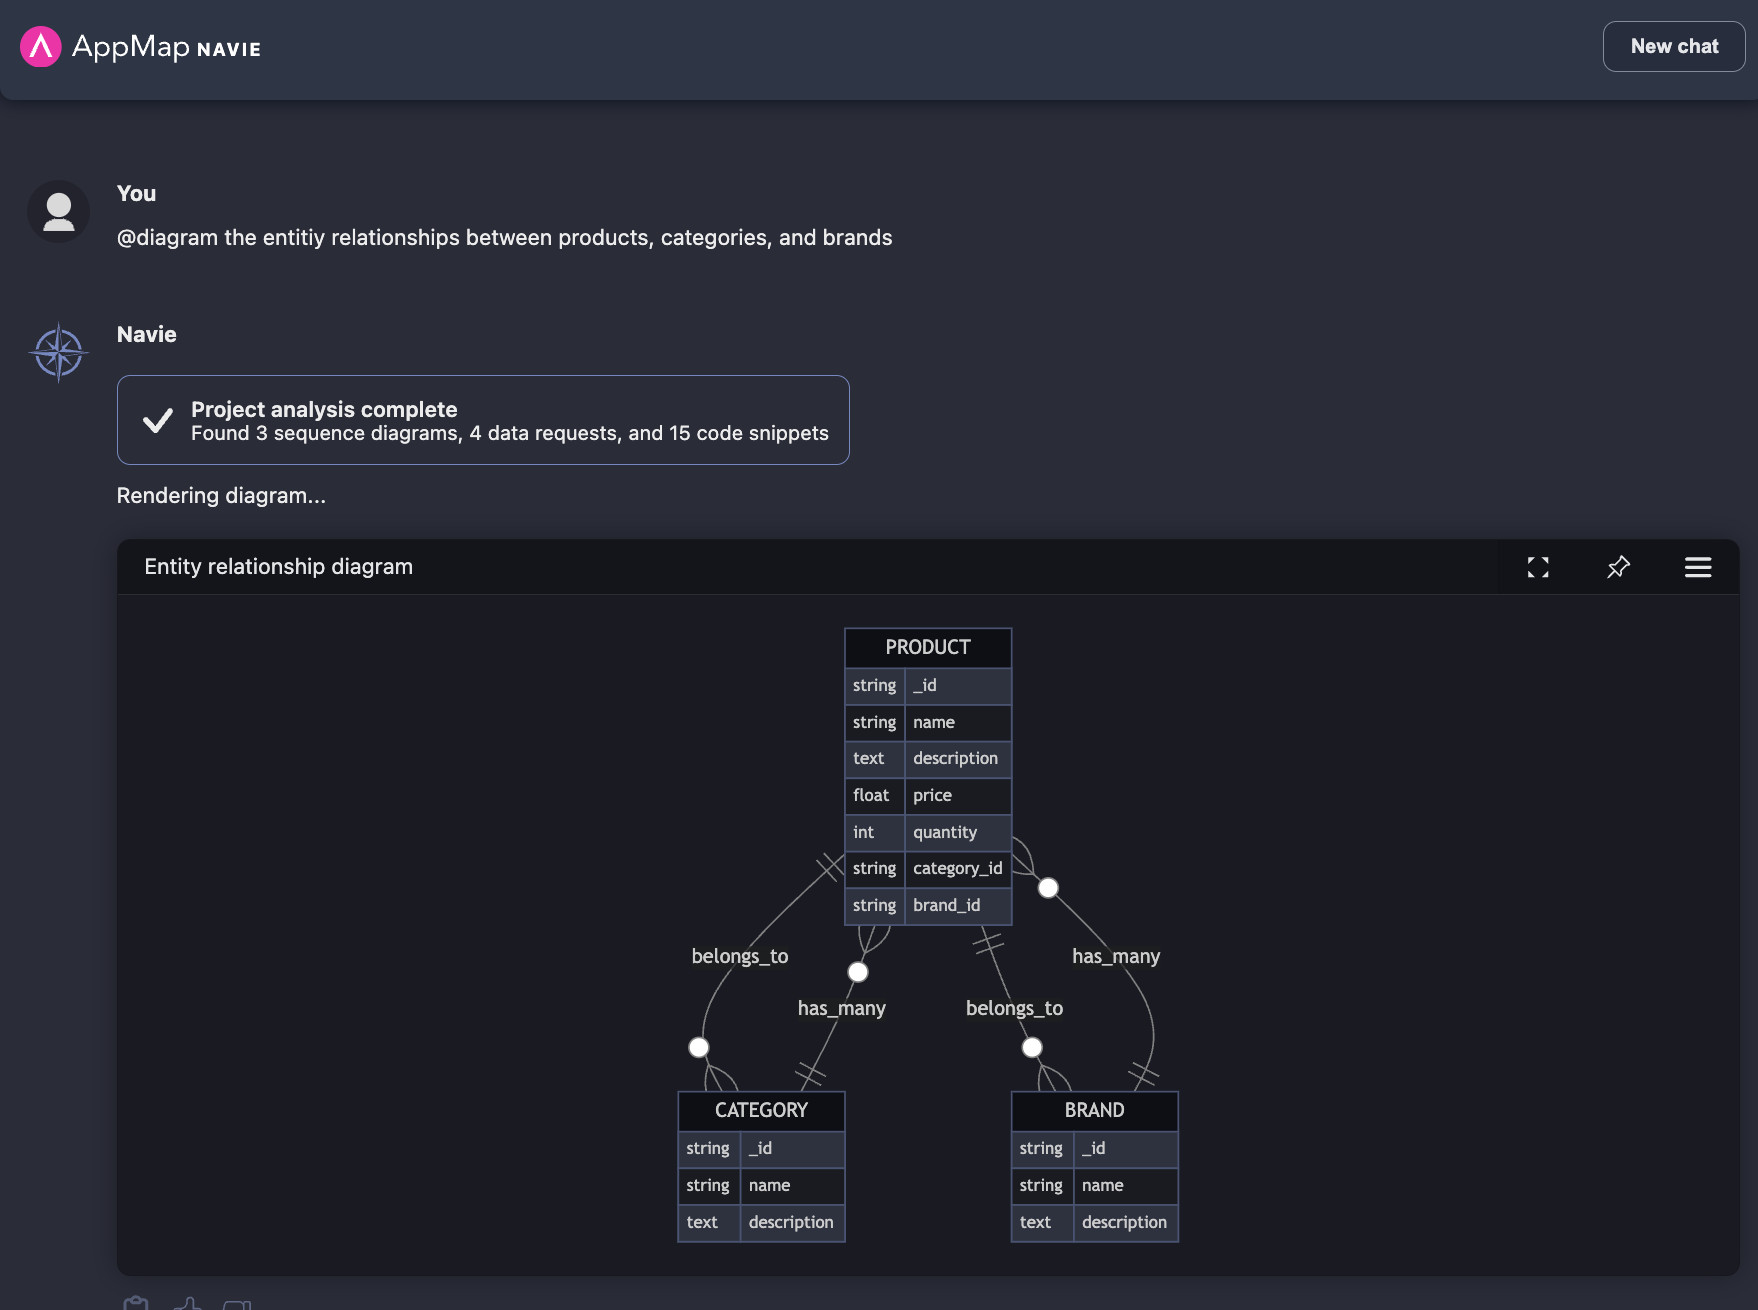 AppMap NAVIE
New chat
You
@diagram the entitiy relationships between products, categories, and brands
Navie
Project analysis complete
Found 3 sequence diagrams, 4 data requests, and 15 code snippets
Rendering diagram...
Entity relationship diagram
PRODUCT
string _id
string name
text description
float price
int quantity
string category_id
string brand_id
belongs_to
has_many
has_many
belongs_to
CATEGORY
string _id
string name
text description
BRAND
string _id
string name
text description